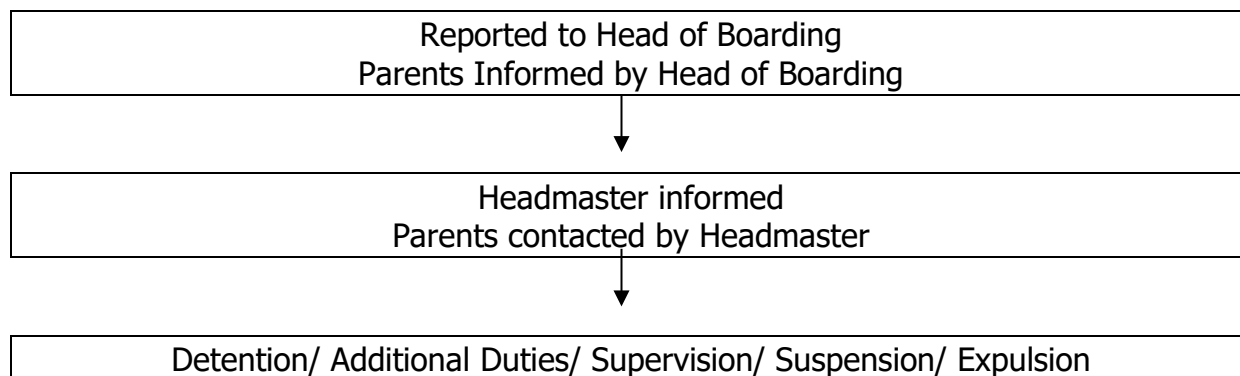 Reported to Head of Boarding
Parents Informed by Head of Boarding
Headmaster informed
Parents contacted by Headmaster
Detention/ Additional Duties/ Supervision/ Suspension/ Expulsion